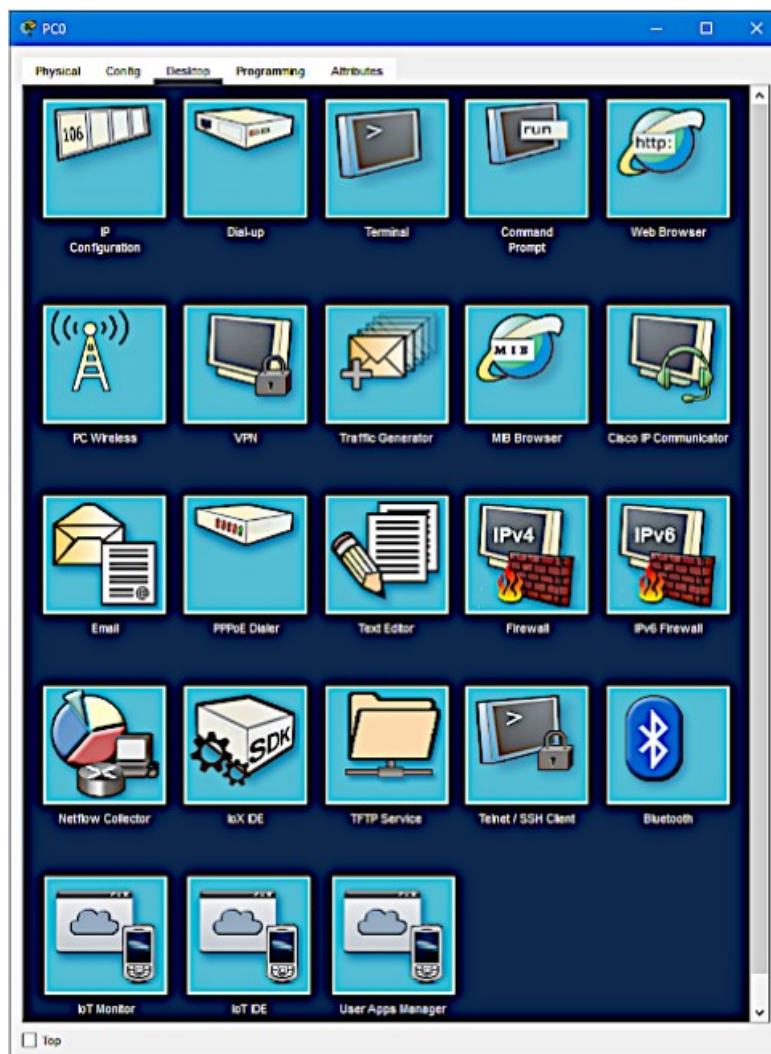 PC0
Physical Config Desktop Programming Attributes
106
>
run
http:
IP
Configuration
Dial-up
Terminal
Command
Prompt
Web Browser
MIB
PC Wireless
VPN
Traffic Generator
MIB Browser
Cisco IP Communicator
@
IPv4
IPv6
Email
PPPoE Dialer
Text Editor
Firewall
IPv6 Firewall
SDK
>
Netflow Collector
IoX IDE
TFTP Service
Telnet / SSH Client
Bluetooth
IoT Monitor
IoT IDE
User Apps Manager
Top